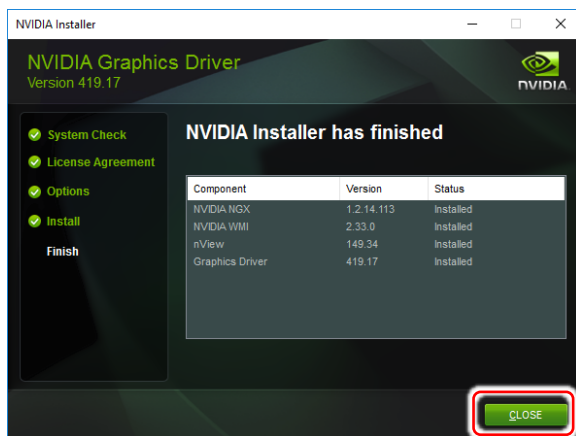 NVIDIA Installer
NVIDIA Graphics Driver
Version 419.17
NVIDIA
System Check
License Agreement
Options
Install
Finish
NVIDIA Installer has finished
Component Version Status
NVIDIA NGX 1.2.14.113 Installed
NVIDIA WMI 2.33.0 Installed
nView 149.34 Installed
Graphics Driver 419.17 Installed
CLOSE